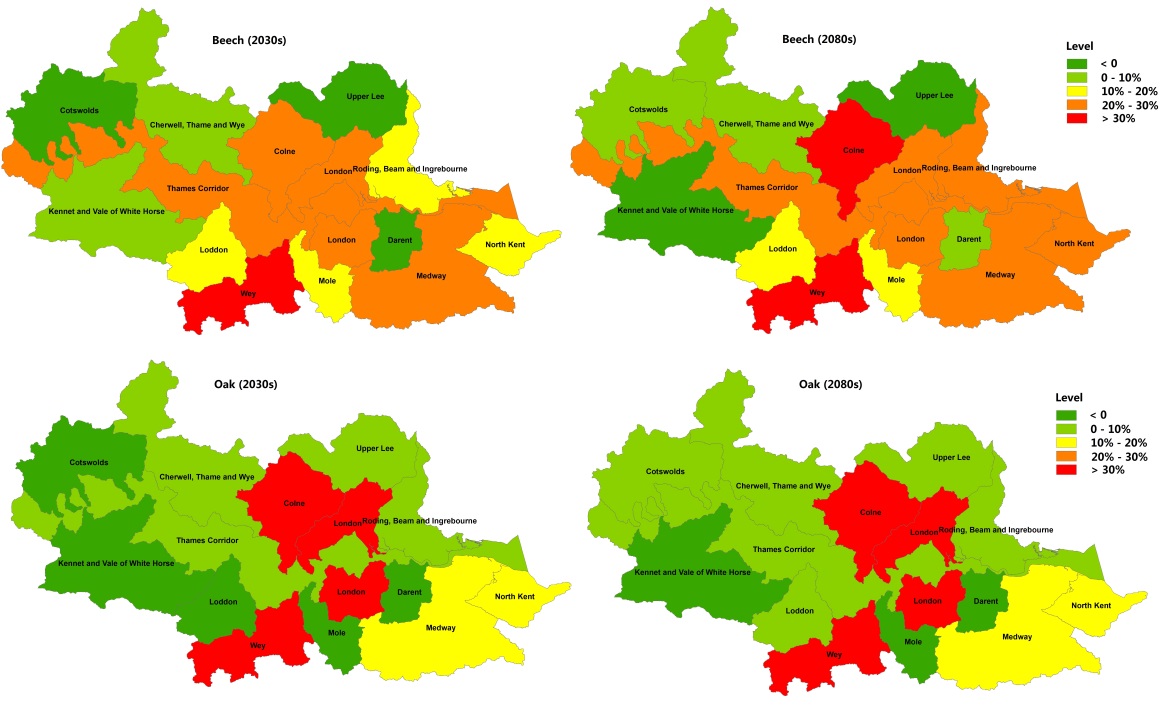 Beech (2030s)
Cotswolds
Upper Lee
Cherwell, Thame and Wye
Colne
London
Roding, Beam and Ingrebourne
Thames Corridor
Kennet and Vale of White Horse
Loddon
London
Darent
North Kent
Medway
Mole
Wey
Beech (2080s)
Cotswolds
Upper Lee
Cherwell, Thame and Wye
Colne
London
Roding, Beam and Ingrebourne
Thames Corridor
Kennet and Vale of White Horse
Loddon
London
Darent
North Kent
Medway
Mole
Wey
Level
< 0
0 - 10%
10% - 20%
20% - 30%
> 30%
Oak (2030s)
Cotswolds
Upper Lee
Cherwell, Thame and Wye
Colne
London
Roding, Beam and Ingrebourne
Thames Corridor
Kennet and Vale of White Horse
Loddon
London
Darent
North Kent
Medway
Mole
Wey
Oak (2080s)
Cotswolds
Upper Lee
Cherwell, Thame and Wye
Colne
London
Roding, Beam and Ingrebourne
Thames Corridor
Kennet and Vale of White Horse
Loddon
London
Darent
North Kent
Medway
Mole
Wey
Level
< 0
0 - 10%
10% - 20%
20% - 30%
> 30%